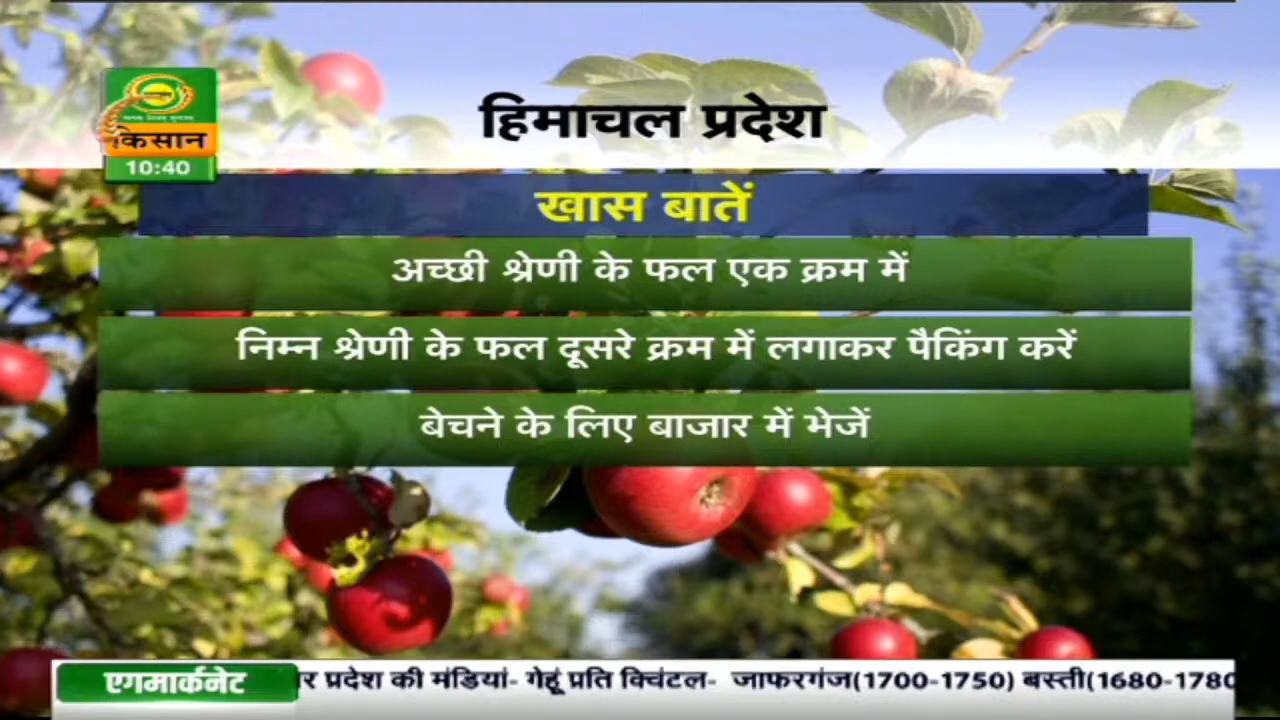 हिमाचल प्रदेश
किसान
10:40
खास बातें
अच्छी श्रेणी के फल एक क्रम में
निम्न श्रेणी के फल दूसरे क्रम में लगाकर पैकिंग करें
बेचने के लिए बाजार में भेजें
एगमार्कनेट
र प्रदेश की मंडियां- गेहूं प्रति क्विंटल- जाफरगंज(1700-1750) बस्ती(1680-1780